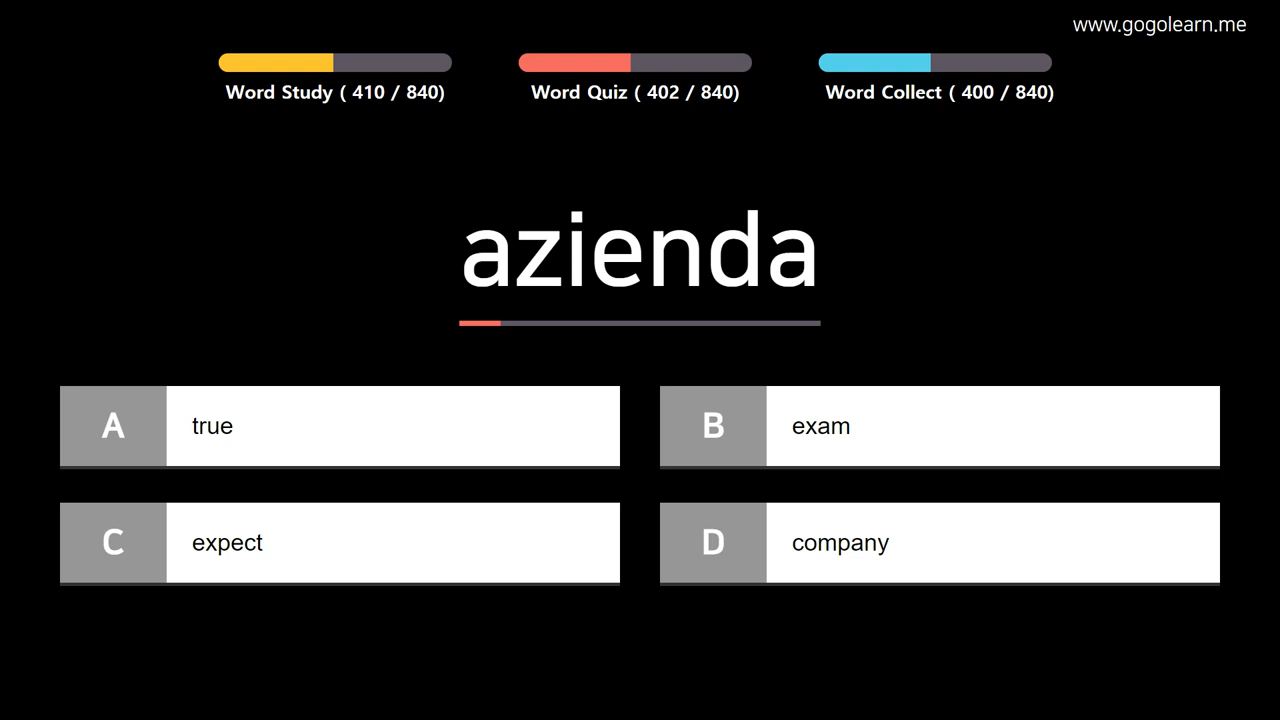 www.gogolearn.me
Word Study ( 410 / 840)
Word Quiz ( 402 / 840)
Word Collect ( 400 / 840)
azienda
A true
B exam
C expect
D company